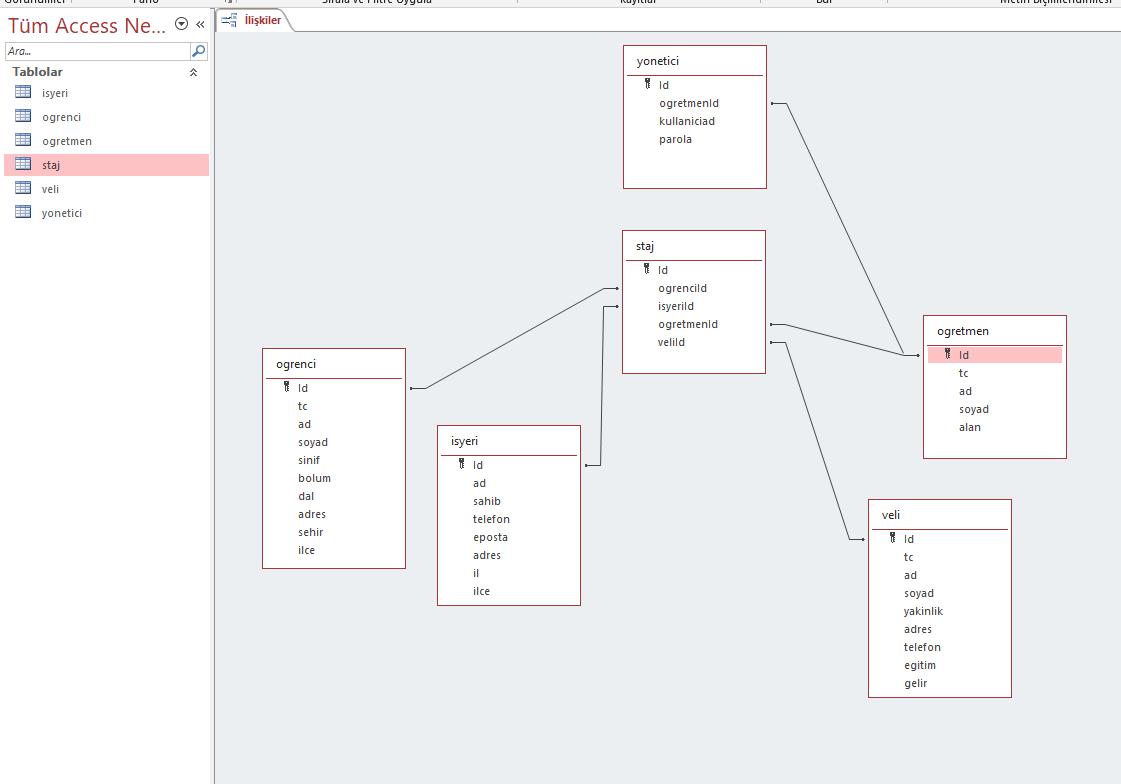 Sırala ve Filtre Uygula
Kayıtlar
Bul
Metin Biçimlendirmesi
Tüm Access Ne...
Ara...
Tablolar
isyeri
ogrenci
ogretmen
staj
veli
yonetici
İlişkiler
yonetici
Id
ogretmenId
kullaniciad
parola
staj
Id
ogrenciId
isyeriId
ogretmenId
veliId
ogrenci
Id
tc
ad
soyad
sinif
bolum
dal
adres
sehir
ilce
isyeri
Id
ad
sahib
telefon
eposta
adres
il
ilce
ogretmen
Id
tc
ad
soyad
alan
veli
Id
tc
ad
soyad
yakinlik
adres
telefon
egitim
gelir